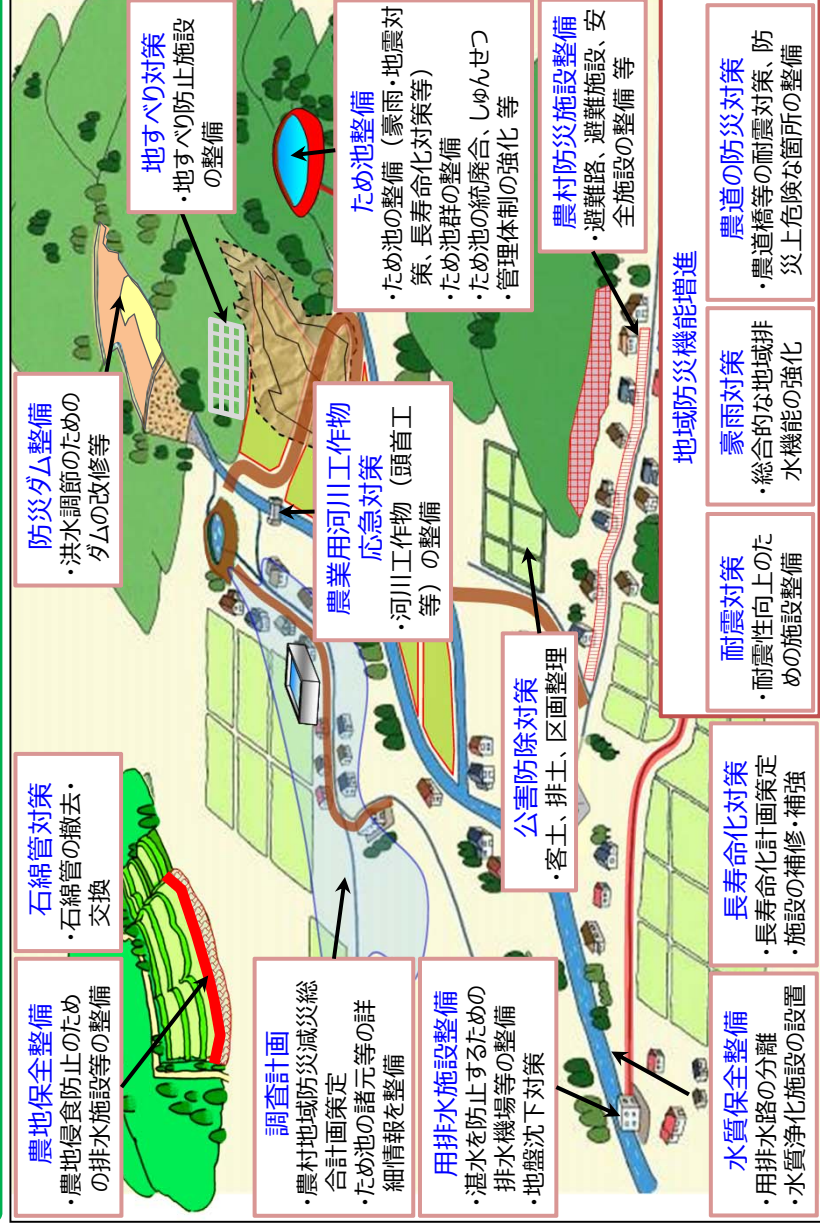 農地保全整備
・農地侵食防止のため
の排水施設等の整備
石綿管対策
・石綿管の撤去・
交換
防災ダム整備
・洪水調節のための
ダムの改修等
地すべり対策
・地すべり防止施設
の整備
調査計画
・農村地域防災減災総
合計画策定
・ため池の諸元等の詳
細情報を整備
農業用河川工作物
応急対策
・河川工作物（頭首工
等）の整備
ため池整備
・ため池の整備（豪雨・地震対
策、長寿命化対策等）
・ため池群の整備
・ため池の統廃合、しゅんせつ
・管理体制の強化 等
用排水施設整備
・湛水を防止するための
排水機場等の整備
・地盤沈下対策
公害防除対策
・客土、排土、区画整理
農村防災施設整備
・避難路、避難施設、安
全施設の整備 等
水質保全整備
・用排水路の分離
・水質浄化施設の設置
長寿命化対策
・長寿命化計画策定
・施設の補修・補強
地域防災機能増進
耐震対策
・耐震性向上のた
めの施設整備
豪雨対策
・総合的な地域排
水機能の強化
農道の防災対策
・農道橋等の耐震対策、防
災上危険な箇所の整備